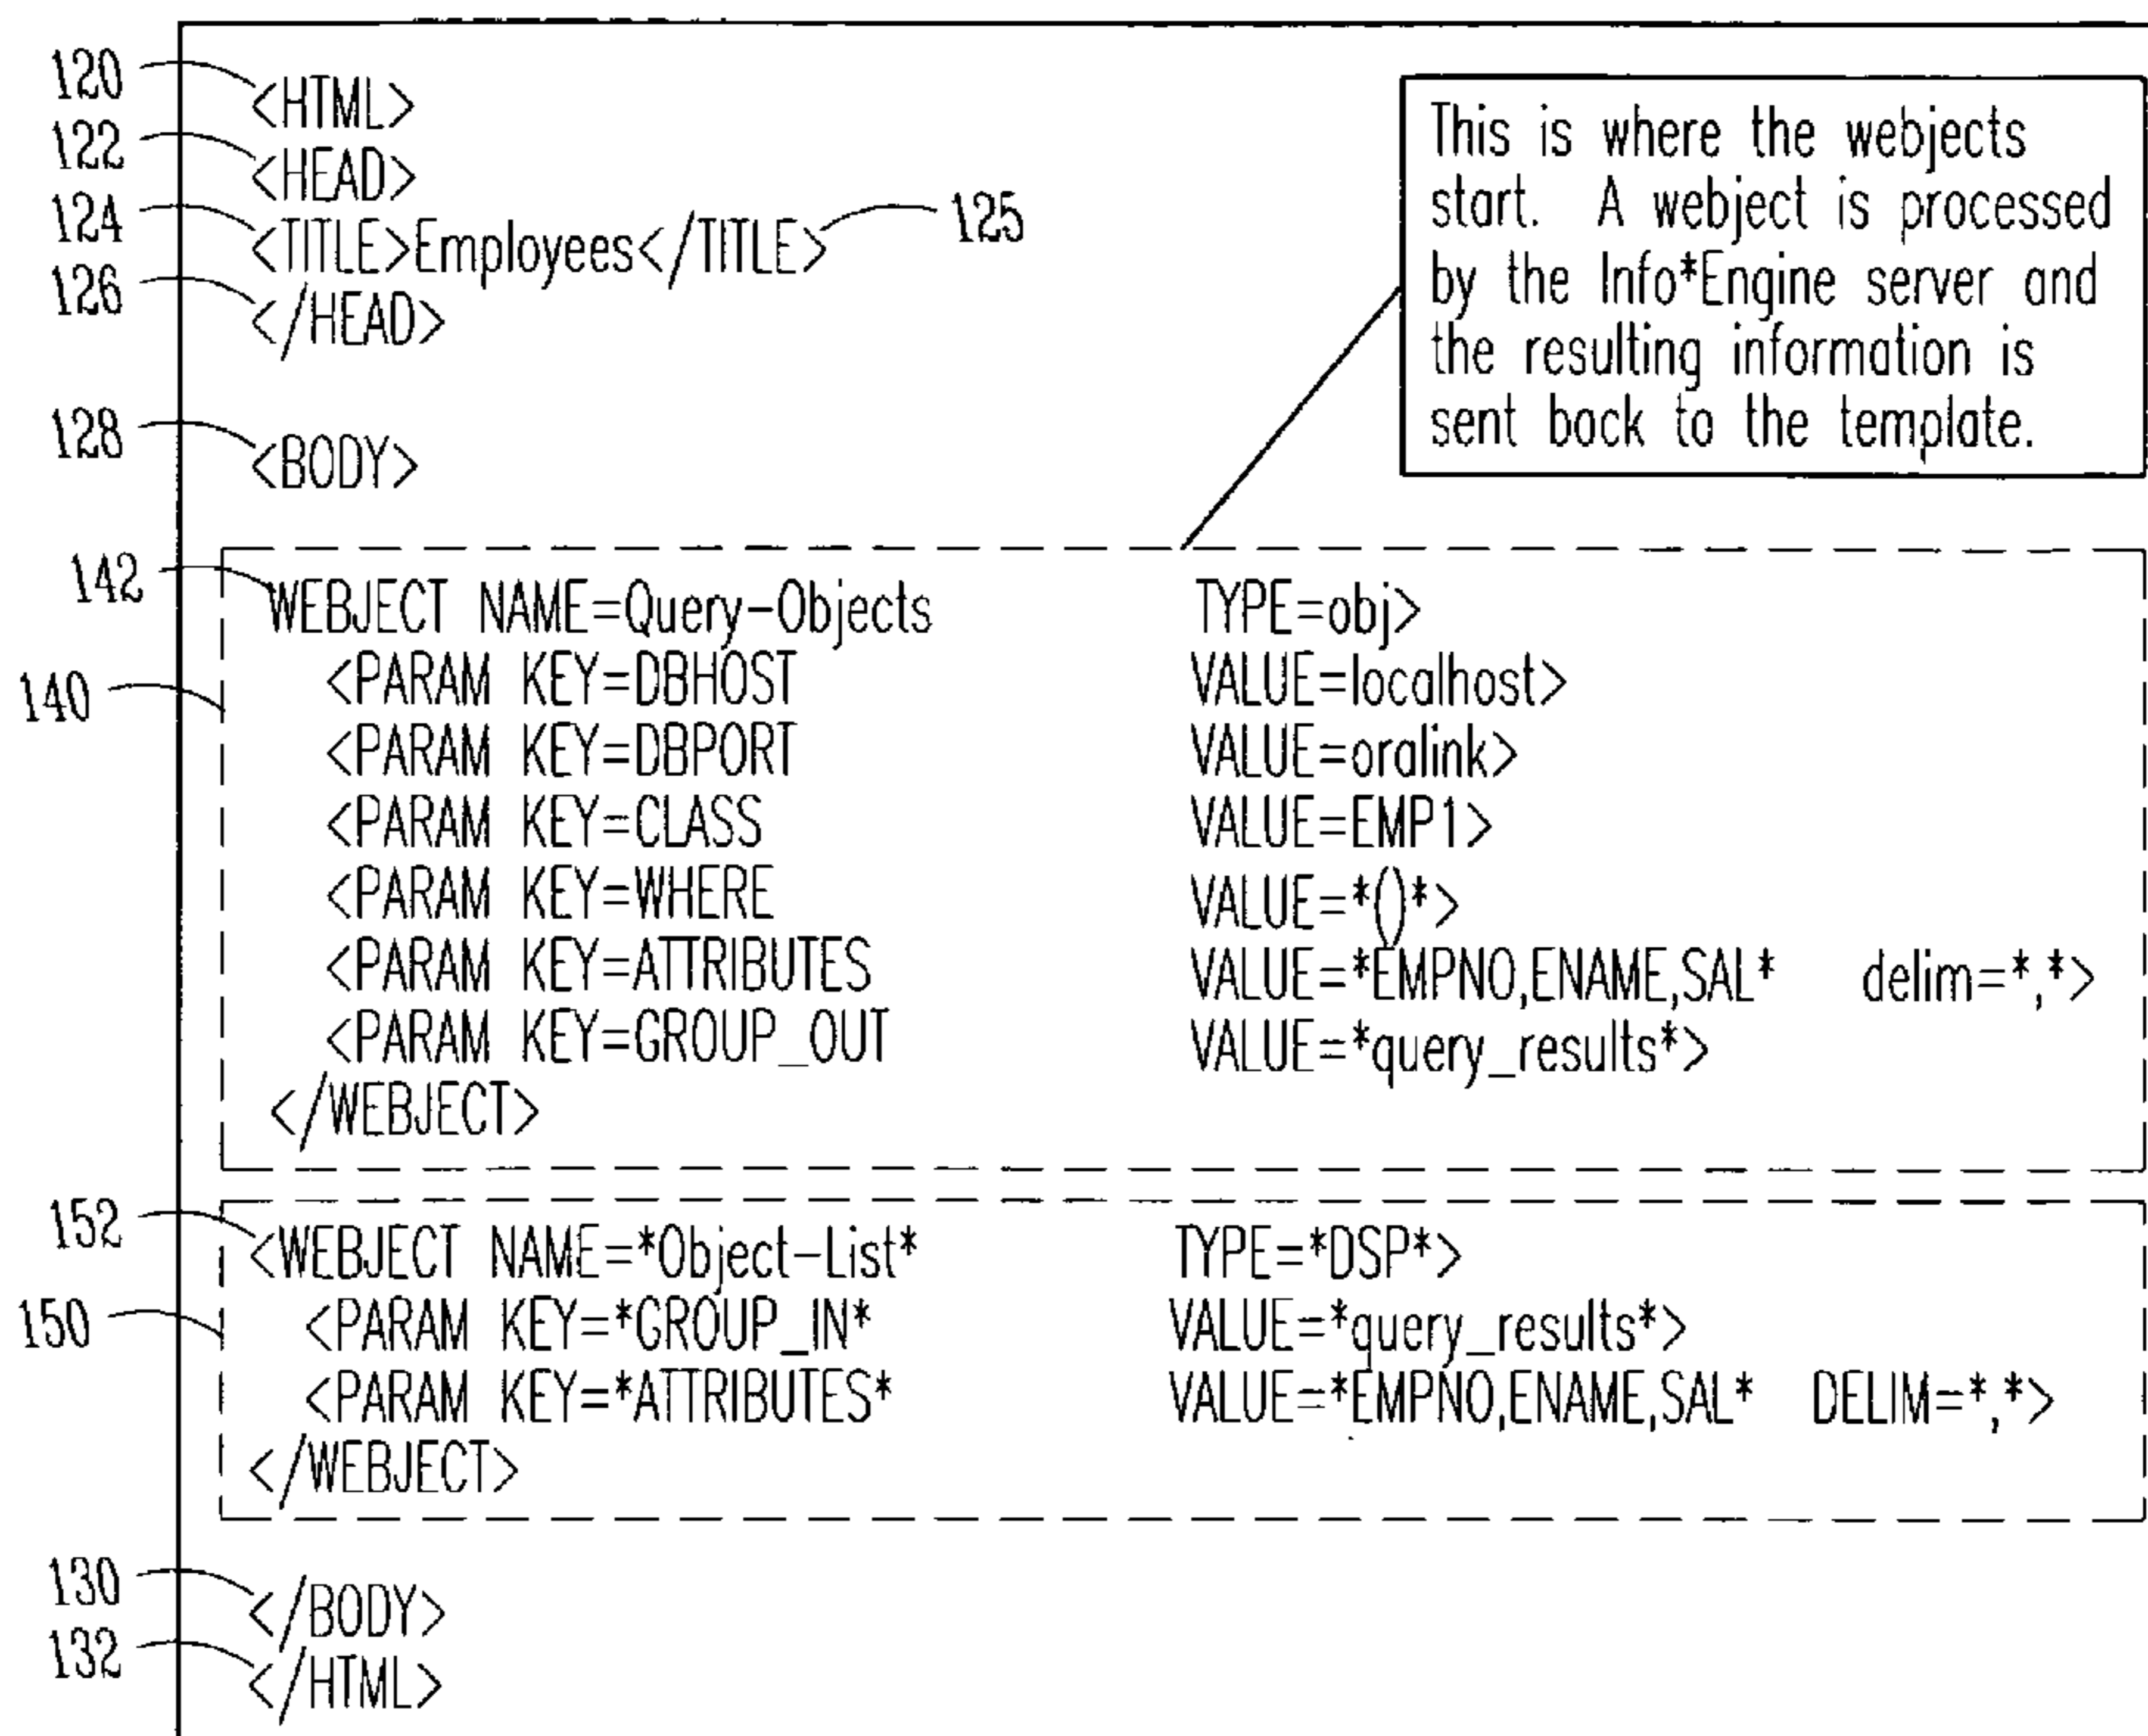 120 <HTML>
122 <HEAD>
124 <TITLE>Employees</TITLE> 125
126 </HEAD>
128 <BODY>
This is where the webjects
start. A webject is processed
by the Info*Engine server and
the resulting information is
sent back to the template.
142 WEBJECT NAME=Query-Objects TYPE=obj>
140 <PARAM KEY=DBHOST VALUE=localhost>
<PARAM KEY=DBPORT VALUE=oralink>
<PARAM KEY=CLASS VALUE=EMP1>
<PARAM KEY=WHERE VALUE=*()*>
<PARAM KEY=ATTRIBUTES VALUE=*EMPNO,ENAME,SAL* delim=*,*>
<PARAM KEY=GROUP_OUT VALUE=*query_results*>
</WEBJECT>
152 <WEBJECT NAME=*Object-List* TYPE=*DSP*>
150 <PARAM KEY=*GROUP_IN* VALUE=*query_results*>
<PARAM KEY=*ATTRIBUTES* VALUE=*EMPNO,ENAME,SAL* DELIM=*,*>
</WEBJECT>
130 </BODY>
132 </HTML>